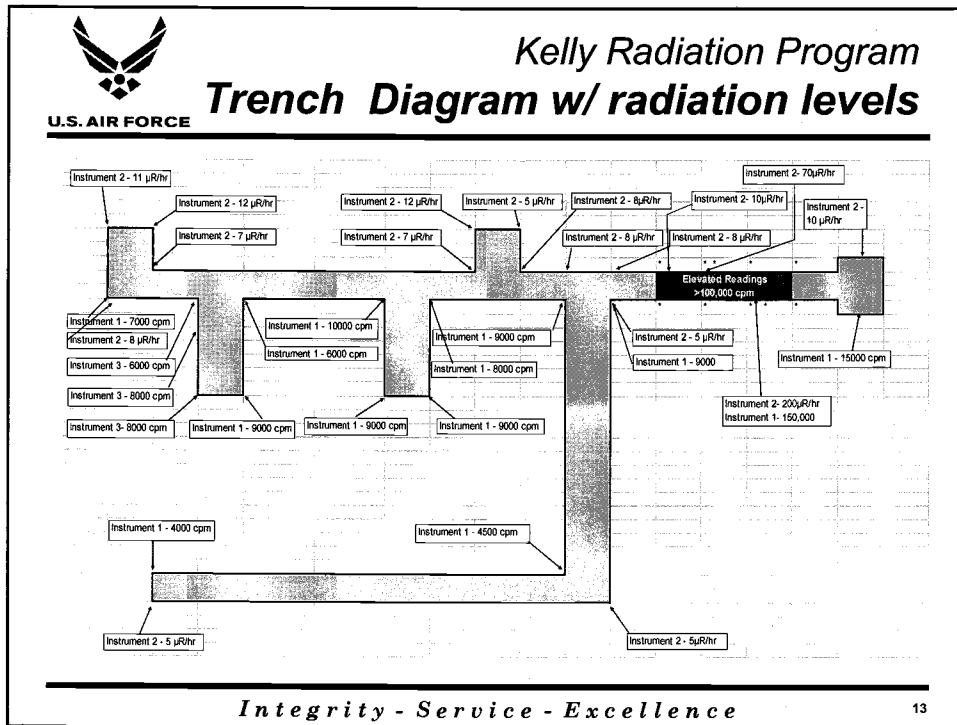 Kelly Radiation Program
Trench Diagram w/ radiation levels
U.S. AIR FORCE
Instrument 2 - 11 µR/hr
Instrument 2 - 12 µR/hr
Instrument 2 - 7 µR/hr
Instrument 2 - 12 µR/hr
Instrument 2 - 7 µR/hr
Instrument 2 - 5 µR/hr
Instrument 2 - 8µR/hr
Instrument 2 - 8 µR/hr
Instrument 2- 70µR/hr
Instrument 2- 10µR/hr
Instrument 2 - 8 µR/hr
Instrument 2 -
10 µR/hr
Elevated Readings
>100,000 cpm
Instrument 1 - 7000 cpm
Instrument 2 - 8 µR/hr
Instrument 3 - 6000 cpm
Instrument 3 - 8000 cpm
Instrument 3- 8000 cpm
Instrument 1 - 9000 cpm
Instrument 1 - 10000 cpm
Instrument 1 - 6000 cpm
Instrument 1 - 9000 cpm
Instrument 1 - 8000 cpm
Instrument 1 - 9000 cpm
Instrument 1 - 9000 cpm
Instrument 2 - 5 µR/hr
Instrument 1 - 9000
Instrument 1 - 15000 cpm
Instrument 2- 200µR/hr
Instrument 1- 150,000
Instrument 1 - 4000 cpm
Instrument 1 - 4500 cpm
Instrument 2 - 5 µR/hr
Instrument 2 - 5µR/hr
Integrity - Service - Excellence
13